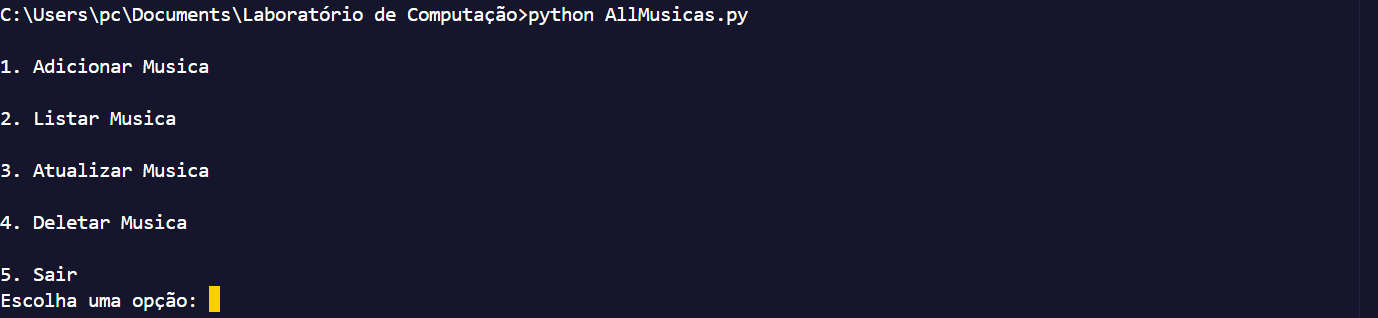 C:\Users\pc\Documents\Laboratório de Computação>python AllMusicas.py
1. Adicionar Musica
2. Listar Musica
3. Atualizar Musica
4. Deletar Musica
5. Sair
Escolha uma opção: